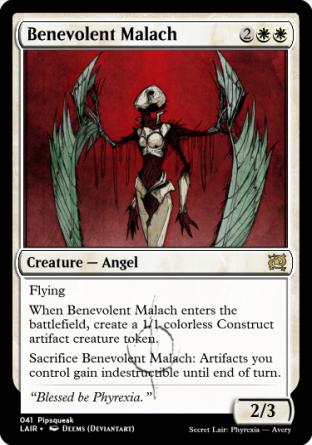 Benevolent Malach 2
Creature — Angel
Flying
When Benevolent Malach enters the
battlefield, create a 1/1 colorless Construct
artifact creature token.
Sacrifice Benevolent Malach: Artifacts you
control gain indestructible until end of turn.
“Blessed be Phyrexia.”
2/3
041 Pipsqueak
LAIR • Deems (Deviantart) Secret Lair: Phyrexia — Avery